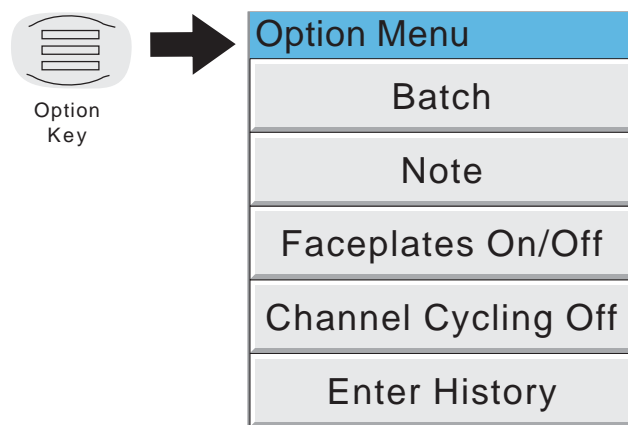 Option
Key
Option Menu
Batch
Note
Faceplates On/Off
Channel Cycling Off
Enter History